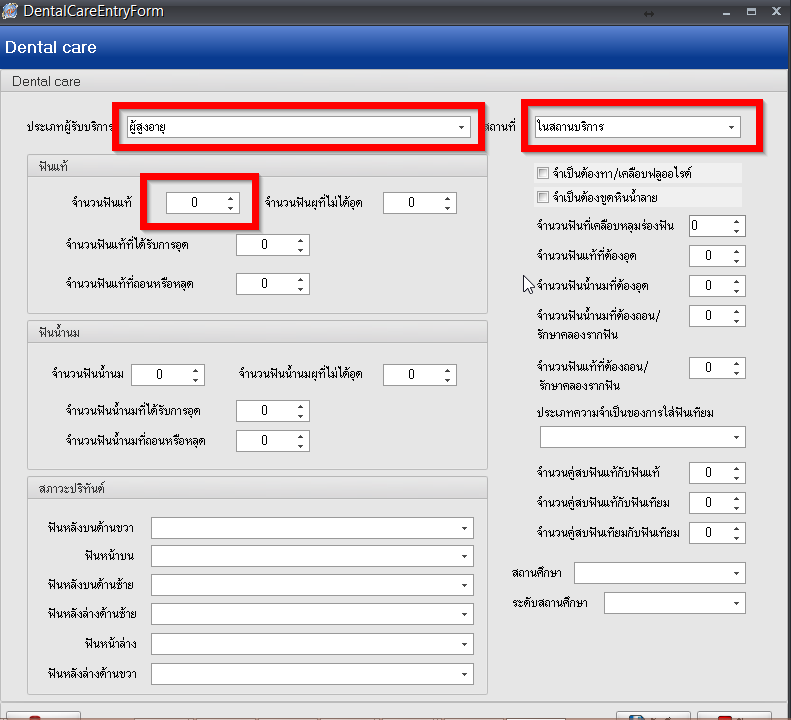 DentalCareEntryForm
Dental care
Dental care
ประเภทผู้รับบริการ ผู้สูงอายุ สถานที่ ในสถานบริการ
ฟันแท้
จำนวนฟันแท้ 0 จำนวนฟันผุที่ไม่ได้อุด 0
จำนวนฟันแท้ที่ได้รับการอุด 0
จำนวนฟันแท้ที่ถอนหรือหลุด 0
ฟันน้ำนม
จำนวนฟันน้ำนม 0 จำนวนฟันน้ำนมผุที่ไม่ได้อุด 0
จำนวนฟันน้ำนมที่ได้รับการอุด 0
จำนวนฟันน้ำนมที่ถอนหรือหลุด 0
สภาวะปริทันต์
ฟันหลังบนด้านขวา
ฟันหน้าบน
ฟันหลังบนด้านซ้าย
ฟันหลังล่างด้านซ้าย
ฟันหน้าล่าง
ฟันหลังล่างด้านขวา
จำเป็นต้องทา/เคลือบฟลูออไรด์
จำเป็นต้องขูดหินน้ำลาย
จำนวนฟันที่เคลือบหลุมร่องฟัน 0
จำนวนฟันแท้ที่ต้องอุด 0
จำนวนฟันน้ำนมที่ต้องอุด 0
จำนวนฟันน้ำนมที่ต้องถอน/ 0
รักษาคลองรากฟัน
จำนวนฟันแท้ที่ต้องถอน/ 0
รักษาคลองรากฟัน
ประเภทความจำเป็นของการใส่ฟันเทียม
จำนวนคู่สบฟันแท้กับฟันแท้ 0
จำนวนคู่สบฟันแท้กับฟันเทียม 0
จำนวนคู่สบฟันเทียมกับฟันเทียม 0
สถานศึกษา
ระดับสถานศึกษา